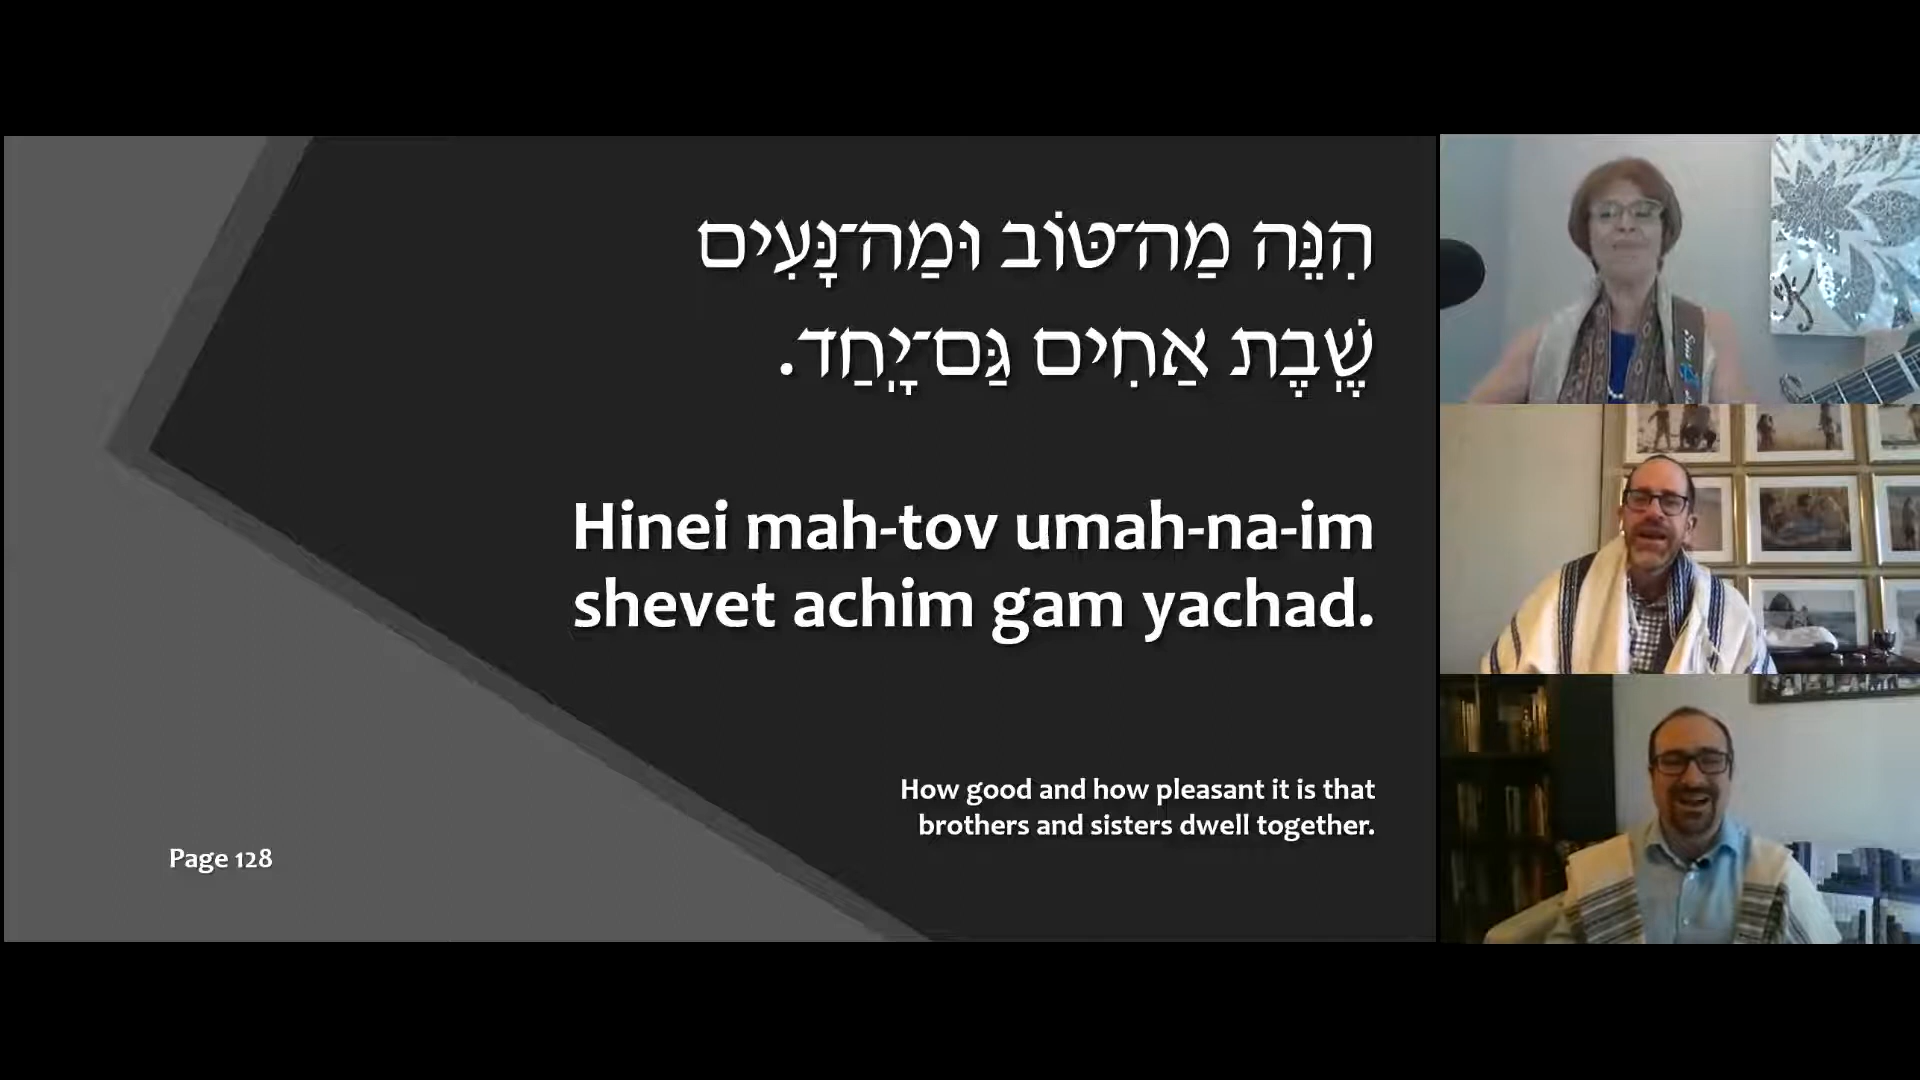 הִנֵּה מַה־טּוֹב וּמַה־נָּעִים
שֶֽׁבֶת אַחִים גַּם־יָֽחַד.
Hinei mah-tov umah-na-im
shevet achim gam yachad.
How good and how pleasant it is that
brothers and sisters dwell together.
Page 128